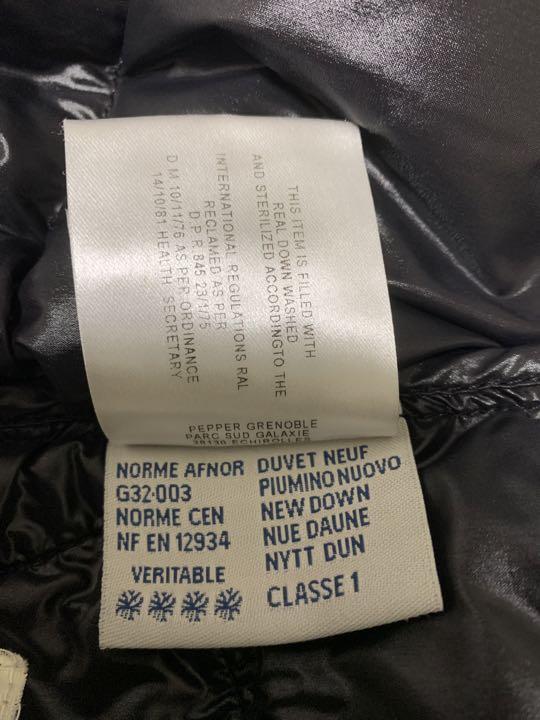 THIS ITEM IS FILLED WITH
REAL DOWN WASHED
AND STERILIZED ACCORDINGTO THE
INTERNATIONAL REGULATIONS RAL
RECLAMED AS PER
D.P.R. 845 23/1/75
D M 10/11/76 AS PER ORDINANCE
14/10/81 HEALTH SECRETARY
PEPPER GRENOBLE
PARC SUD GALAXIE
38130 ECHIROLLES
NORME AFNOR
G32-003
NORME CEN
NF EN 12934
VERITABLE
DUVET NEUF
PIUMINO NUOVO
NEW DOWN
NUE DAUNE
NYTT DUN
CLASSE 1